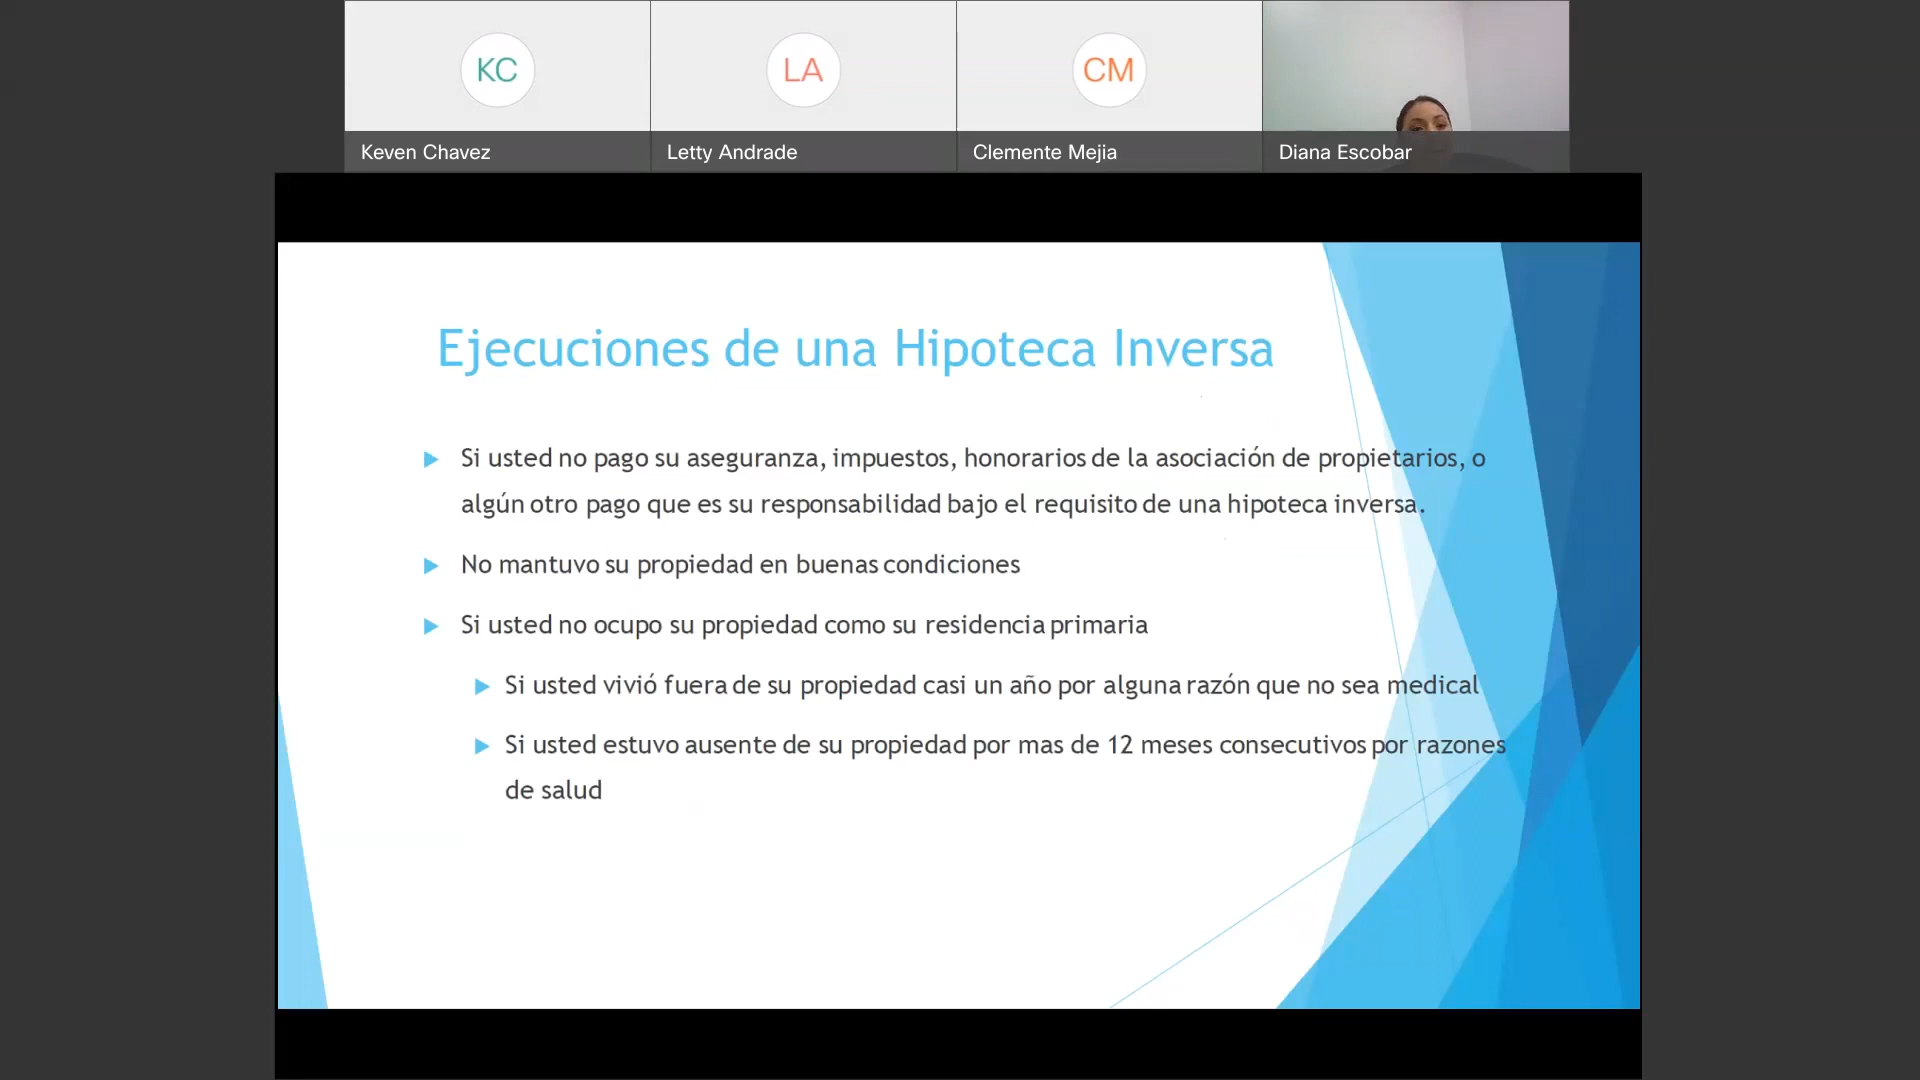 KC
LA
CM
Keven Chavez
Letty Andrade
Clemente Mejia
Diana Escobar
Ejecuciones de una Hipoteca Inversa
Si usted no pago su aseguranza, impuestos, honorarios de la asociación de propietarios, o
algún otro pago que es su responsabilidad bajo el requisito de una hipoteca inversa.
No mantuvo su propiedad en buenas condiciones
Si usted no ocupo su propiedad como su residencia primaria
Si usted vivió fuera de su propiedad casi un año por alguna razón que no sea medical
Si usted estuvo ausente de su propiedad por mas de 12 meses consecutivos por razones
de salud